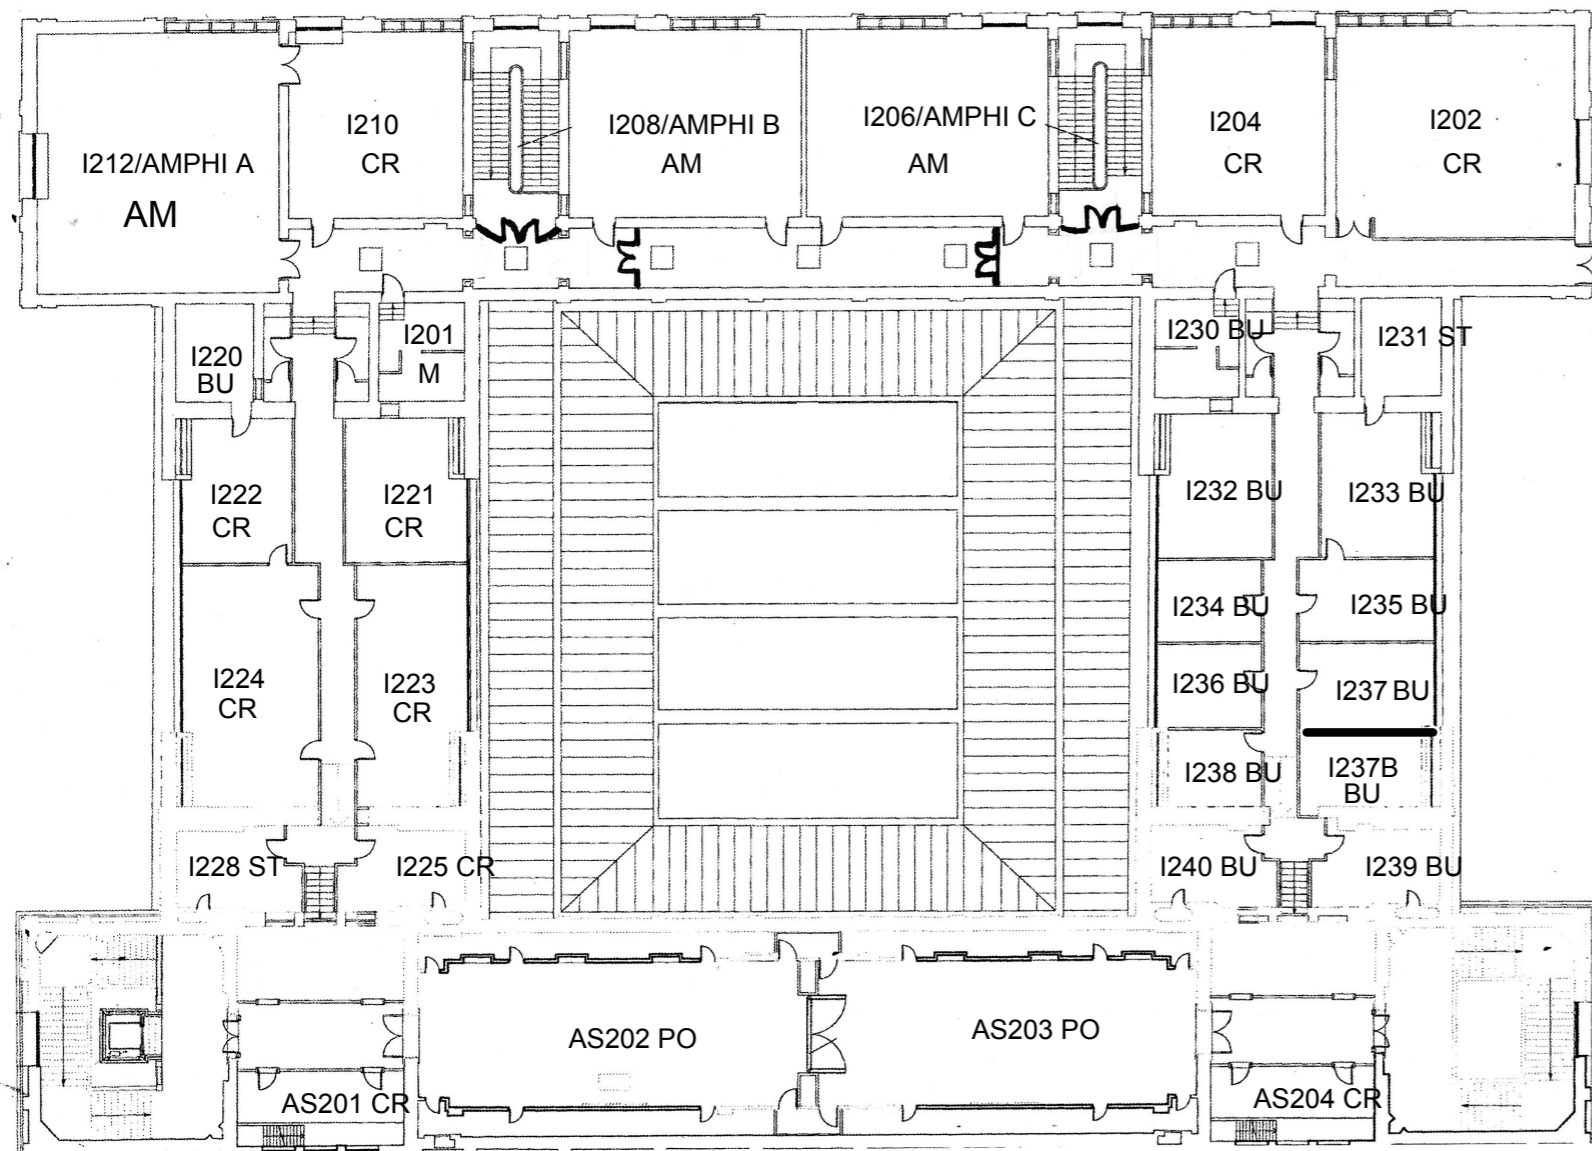 I212/AMPHI A
AM
I210
CR
I208/AMPHI B
AM
I206/AMPHI C
AM
I204
CR
I202
CR
I220
BU
I201
M
I230 BU
I231 ST
I222
CR
I221
CR
I232 BU
I233 BU
I234 BU
I235 BU
I224
CR
I223
CR
I236 BU
I237 BU
I238 BU
I237B
BU
I228 ST
I225 CR
I240 BU
I239 BU
AS202 PO
AS203 PO
AS201 CR
AS204 CR